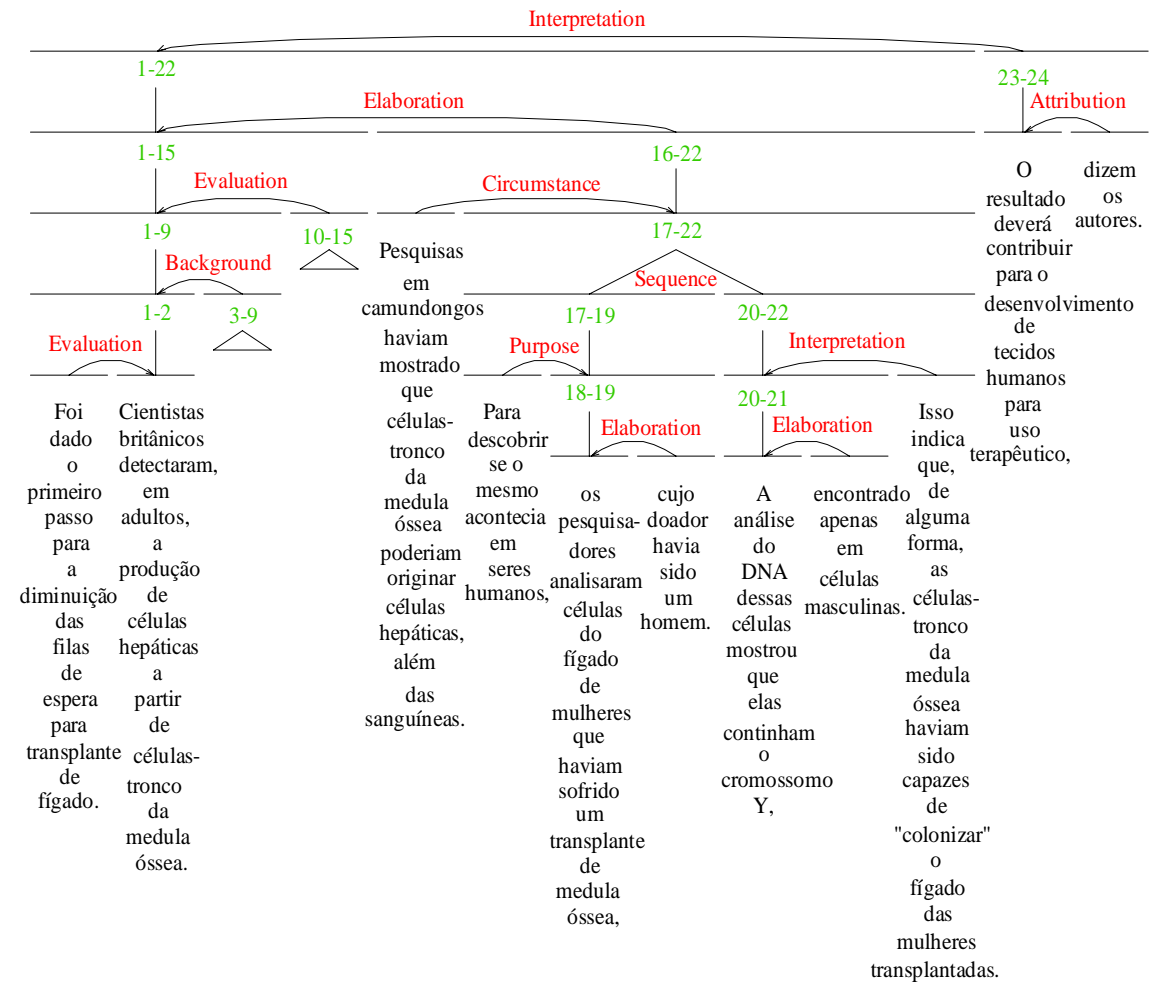 Interpretation
1-22
23-24
Elaboration
Attribution
1-15
16-22
O
resultado
deverá
contribuir
para o
desenvolvimento
de
tecidos
humanos
para
uso
terapêutico,
dizem
os
autores.
Evaluation
Circumstance
1-9
10-15
17-22
Pesquisas
em
camundongos
haviam
mostrado
que
células-
tronco
da
medula
óssea
poderiam
originar
células
hepáticas,
além
das
sanguíneas.
Background
Sequence
1-2
3-9
17-19
20-22
Evaluation
Purpose
Interpretation
18-19
20-21
Foi
dado
o
primeiro
passo
para
a
diminuição
das
filas
de
espera
para
transplante
de
fígado.
Cientistas
britânicos
detectaram,
em
adultos,
a
produção
de
células
hepáticas
a
partir
de
células-
tronco
da
medula
óssea.
Para
descobrir
se o
mesmo
acontecia
em
seres
humanos,
Elaboration
Elaboration
os
pesquisa-
dores
analisaram
células
do
fígado
de
mulheres
que
haviam
sofrido
um
transplante
de
medula
óssea,
cujo
doador
havia
sido
um
homem.
A
análise
do
DNA
dessas
células
mostrou
que
elas
continham
o
cromossomo
Y,
encontrado
apenas
em
células
masculinas.
Isso
indica
que,
de
alguma
forma,
as
células-
tronco
da
medula
óssea
haviam
sido
capazes
de
"colonizar"
o
fígado
das
mulheres
transplantadas.